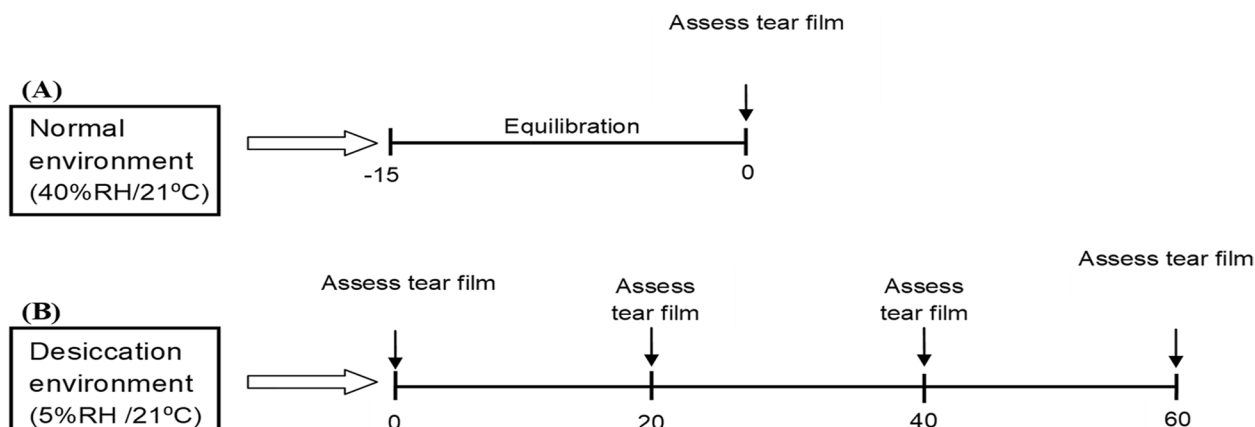 Assess tear film
(A)
Normal
environment
(40%RH/21ºC)
Equilibration
-15
0
Assess tear film
Assess
tear film
Assess
tear film
Assess tear film
(B)
Desiccation
environment
(5%RH /21ºC)
0
20
40
60